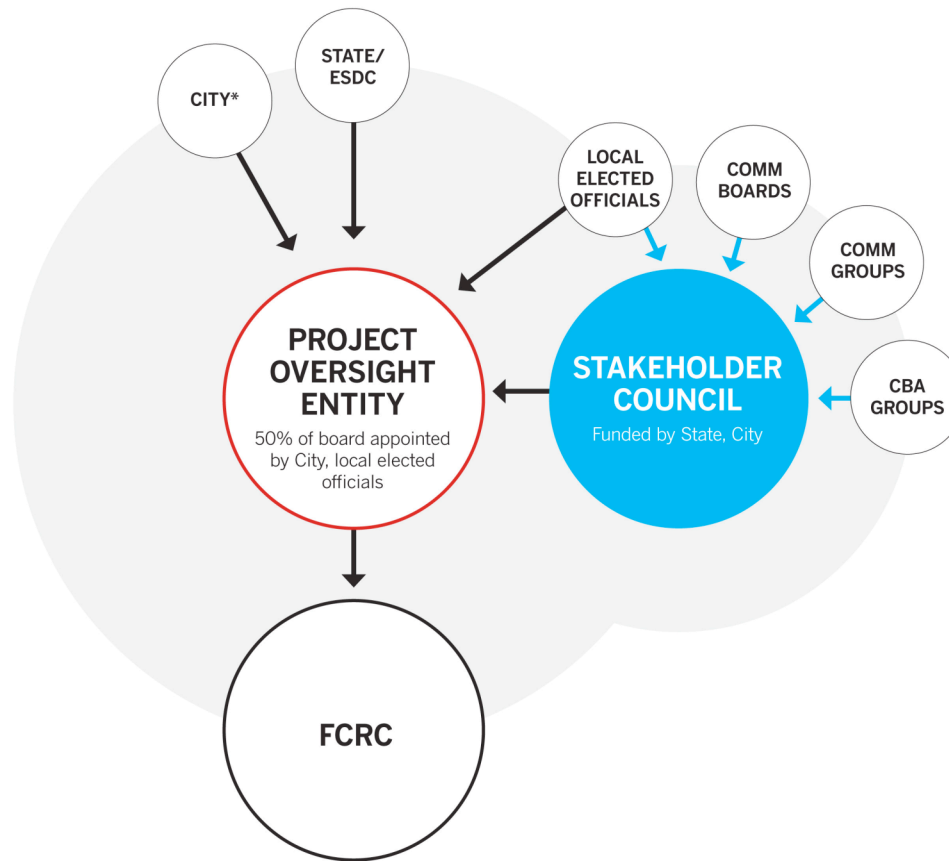 STATE/
ESDC
CITY*
LOCAL
ELECTED
OFFICIALS
COMM
BOARDS
COMM
GROUPS
CBA
GROUPS
PROJECT
OVERSIGHT
ENTITY
50% of board appointed
by City, local elected
officials
STAKEHOLDER
COUNCIL
Funded by State, City
FCRC